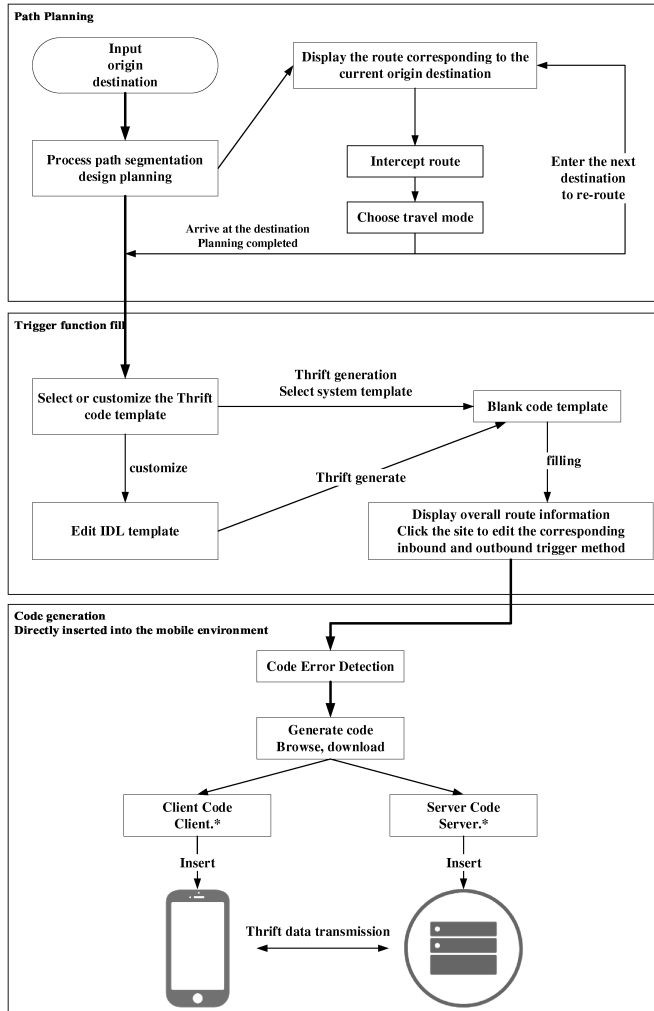 Path Planning
Input
origin
destination
Display the route corresponding to the
current origin destination
Process path segmentation
design planning
Intercept route
Enter the next
destination
to re-route
Choose travel mode
Arrive at the destination
Planning completed
Trigger function fill
Thrift generation
Select system template
Select or customize the Thrift
code template
Blank code template
customize
filling
Thrift generate
Edit IDL template
Display overall route information
Click the site to edit the corresponding
inbound and outbound trigger method
Code generation
Directly inserted into the mobile environment
Code Error Detection
Generate code
Browse, download
Client Code
Client.*
Server Code
Server.*
Insert
Insert
Thrift data transmission